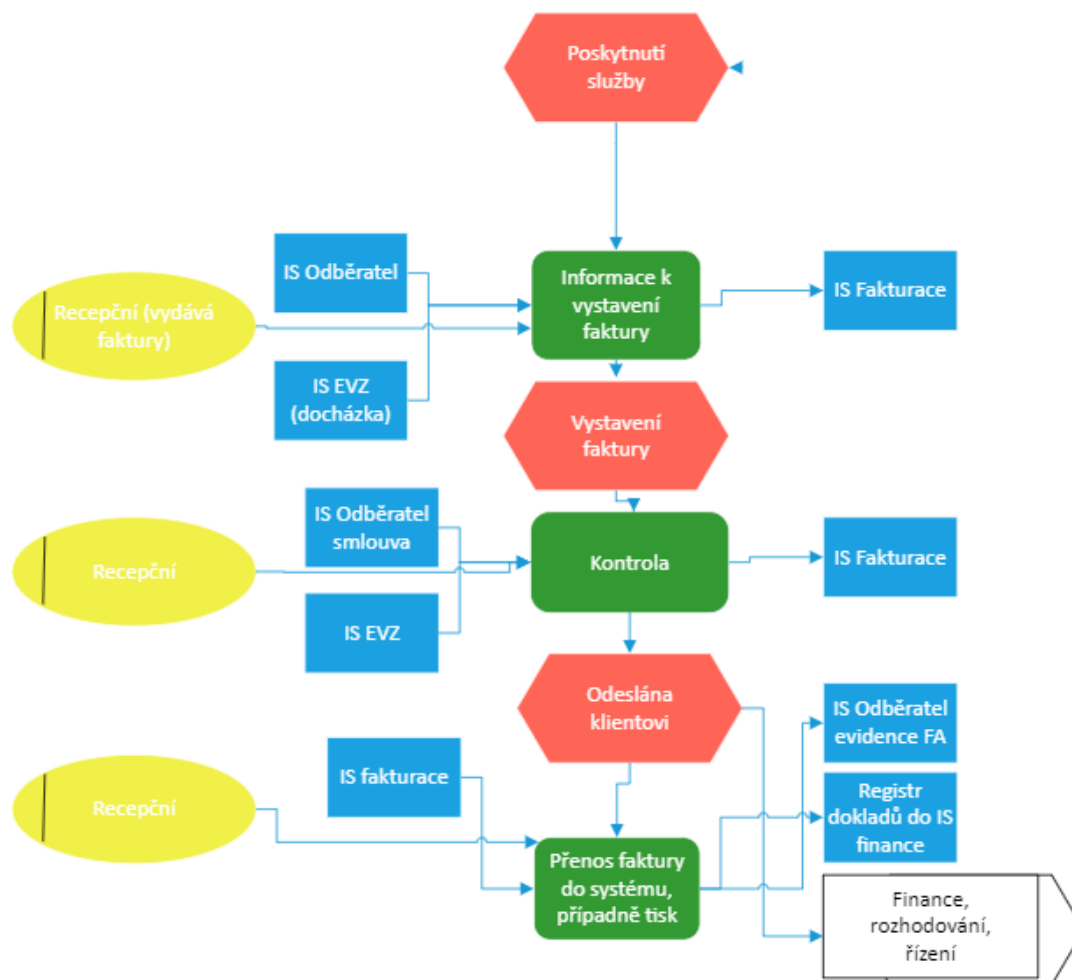 Poskytnutí
služby
IS Odběratel
Informace k
vystavení
faktury
IS Fakturace
Recepční (vydává
faktury)
IS EVZ
(docházka)
Vystavení
faktury
IS Odběratel
smlouva
Recepční
Kontrola
IS Fakturace
IS EVZ
Odeslána
klientovi
IS Odběratel
evidence FA
IS fakturace
Recepční
Registr
dokladů do IS
finance
Přenos faktury
do systému,
případně tisk
Finance,
rozhodování,
řízení